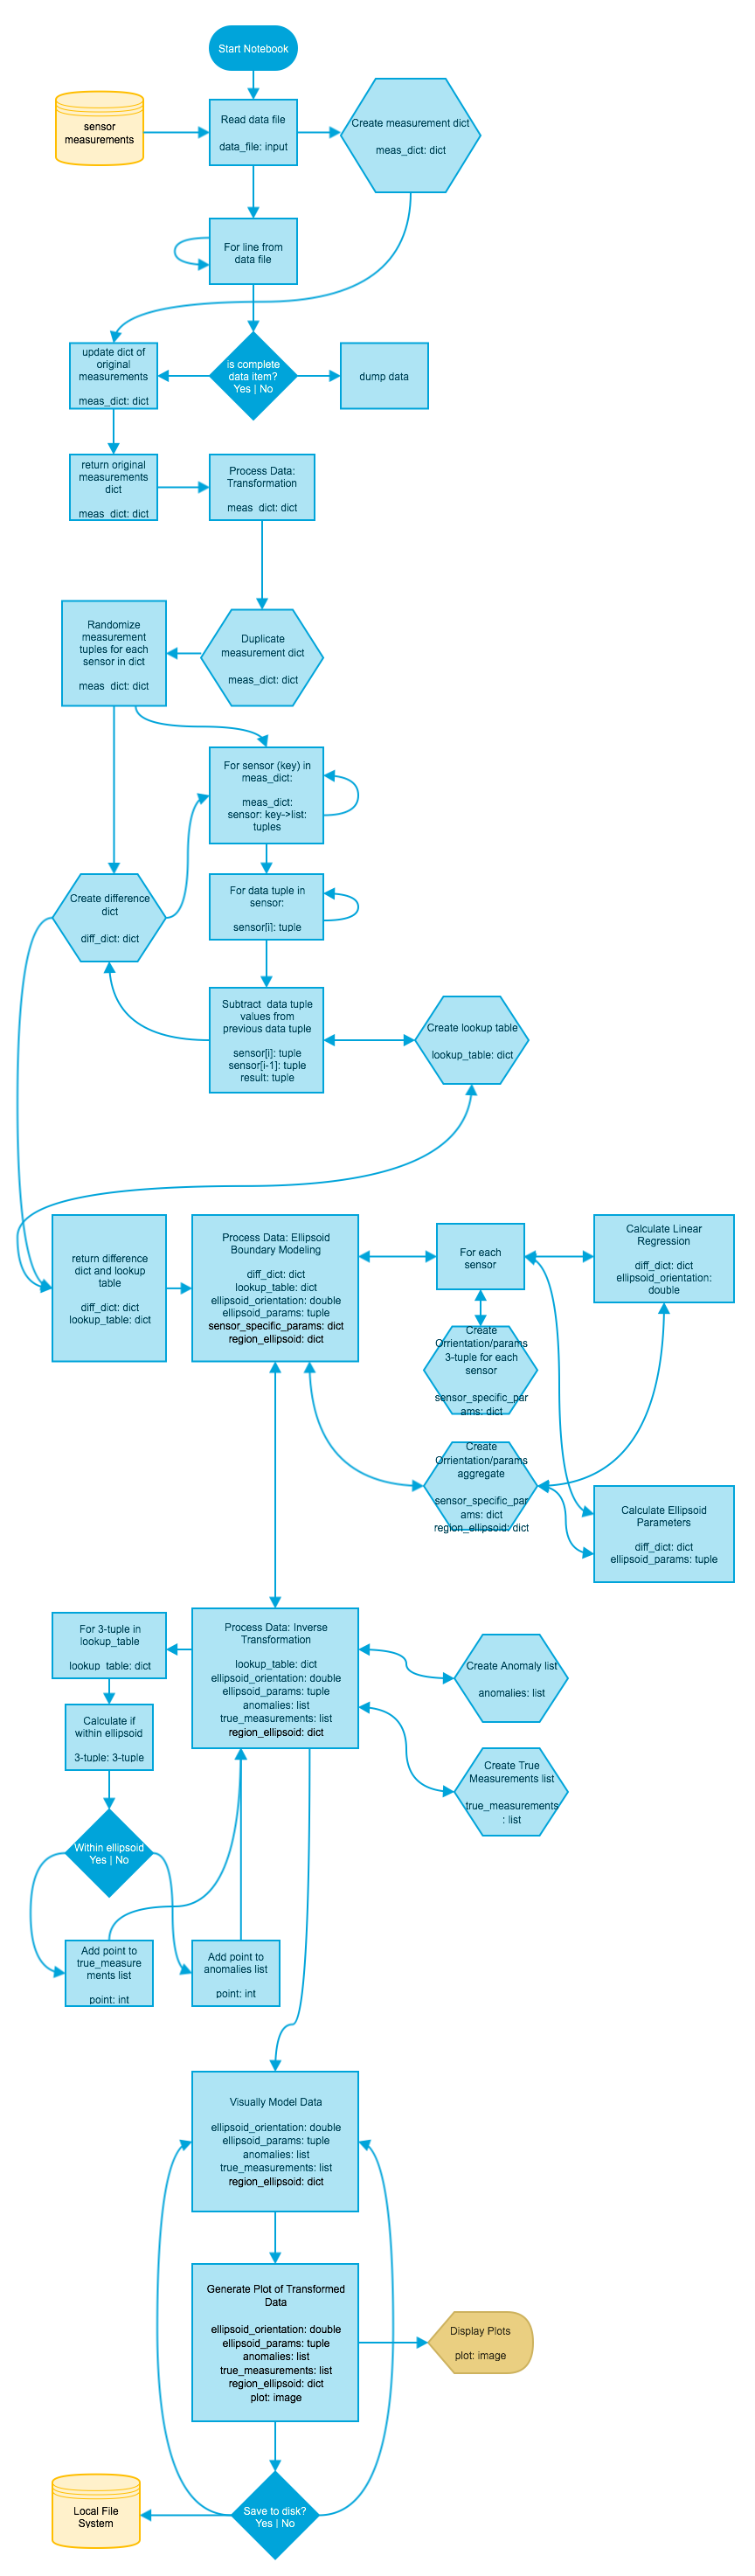 Start Notebook
sensor
measurements
Read data file
data_file: input
Create measurement dict
meas_dict: dict
For line from
data file
update dict of
original
measurements
meas_dict: dict
is complete
data item?
Yes | No
dump data
return original
measurements
dict
meas_dict: dict
Process Data:
Transformation
meas_dict: dict
Randomize
measurement
tuples for each
sensor in dict
meas_dict: dict
Duplicate
measurement dict
meas_dict: dict
For sensor (key) in
meas_dict:
meas_dict:
sensor: key->list:
tuples
Create difference
dict
diff_dict: dict
For data tuple in
sensor:
sensor[i]: tuple
Subtract data tuple
values from
previous data tuple
sensor[i]: tuple
sensor[i-1]: tuple
result: tuple
Create lookup table
lookup_table: dict
return difference
dict and lookup
table
diff_dict: dict
lookup_table: dict
Process Data: Ellipsoid
Boundary Modeling
diff_dict: dict
lookup_table: dict
ellipsoid_orientation: double
ellipsoid_params: tuple
sensor_specific_params: dict
region_ellipsoid: dict
For each
sensor
Calculate Linear
Regression
diff_dict: dict
ellipsoid_orientation:
double
Create
Orrientation/params
3-tuple for each
sensor
sensor_specific_par
ams: dict
Create
Orrientation/params
aggregate
sensor_specific_par
ams: dict
region_ellipsoid: dict
Calculate Ellipsoid
Parameters
diff_dict: dict
ellipsoid_params: tuple
For 3-tuple in
lookup_table
lookup_table: dict
Process Data: Inverse
Transformation
lookup_table: dict
ellipsoid_orientation: double
ellipsoid_params: tuple
anomalies: list
true_measurements: list
region_ellipsoid: dict
Create Anomaly list
anomalies: list
Calculate if
within ellipsoid
3-tuple: 3-tuple
Create True
Measurements list
true_measurements
: list
Within ellipsoid
Yes | No
Add point to
true_measure
ments list
point: int
Add point to
anomalies list
point: int
Visually Model Data
ellipsoid_orientation: double
ellipsoid_params: tuple
anomalies: list
true_measurements: list
region_ellipsoid: dict
Generate Plot of Transformed
Data
ellipsoid_orientation: double
ellipsoid_params: tuple
anomalies: list
true_measurements: list
region_ellipsoid: dict
plot: image
Display Plots
plot: image
Local File
System
Save to disk?
Yes | No